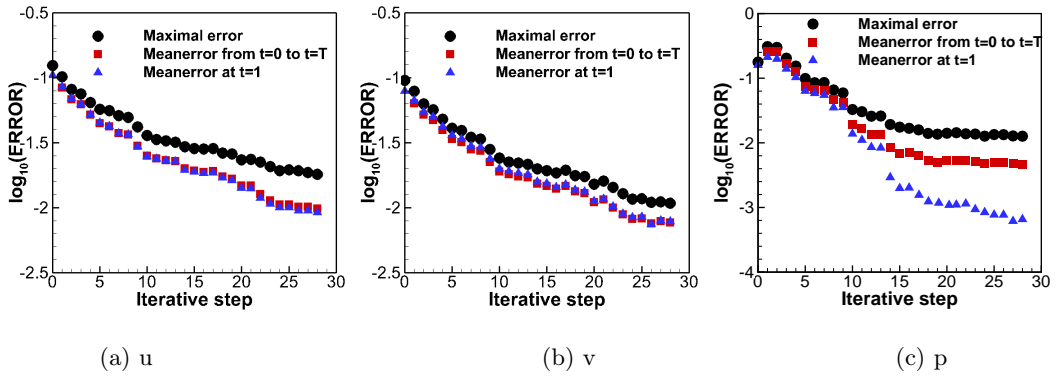 -0.5
-1
-1.5
-2
-2.5
log10(ERROR)
0 5 10 15 20 25 30
Iterative step
Maximal error
Meanerror from t=0 to t=T
Meanerror at t=1
(a) u
-0.5
-1
-1.5
-2
-2.5
log10(ERROR)
0 5 10 15 20 25 30
Iterative step
Maximal error
Meanerror from t=0 to t=T
Meanerror at t=1
(b) v
0
-1
-2
-3
-4
log10(ERROR)
0 5 10 15 20 25 30
Iterative step
Maximal error
Meanerror from t=0 to t=T
Meanerror at t=1
(c) p